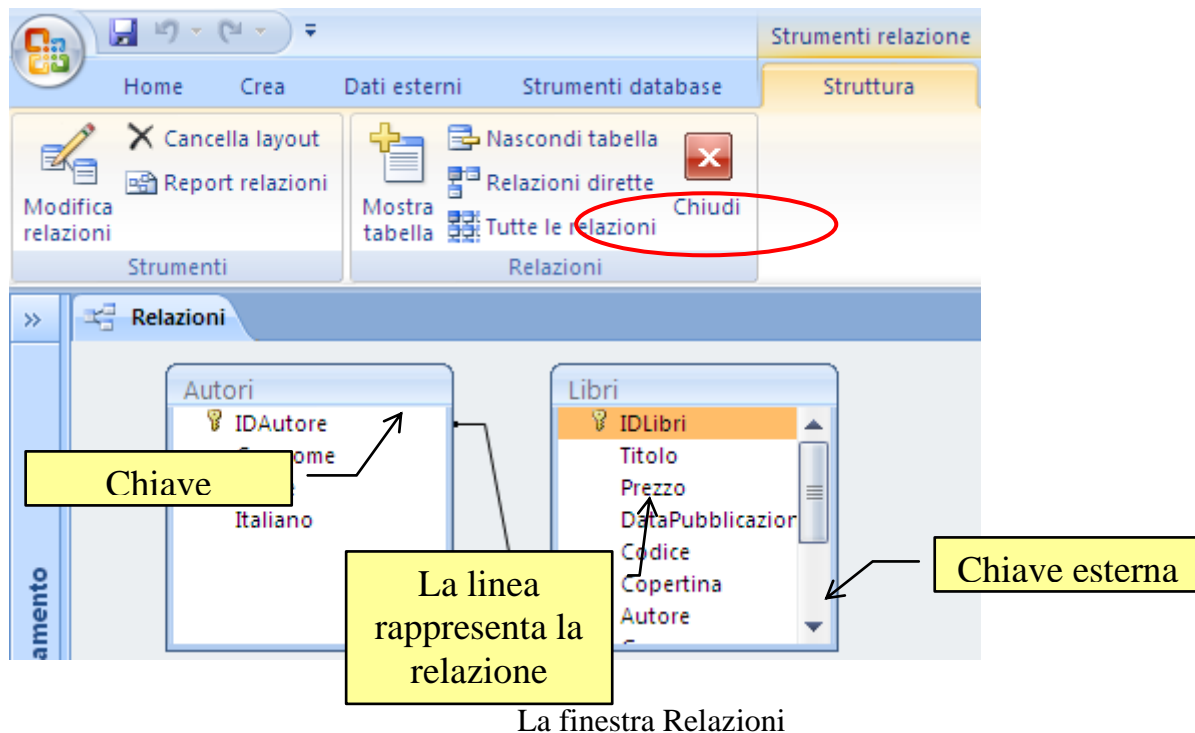 Strumenti relazione
Home Crea Dati esterni Strumenti database Struttura
Cancella layout
Report relazioni
Modifica
relazioni
Strumenti
Mostra
tabella
Nascondi tabella
Relazioni dirette
Tutte le relazioni
Chiudi
Relazioni
Relazioni
Autori
IDAutore
ome
Italiano
Chiave
Libri
IDLibri
Titolo
Prezzo
DataPubblicazior
Codice
Copertina
Autore
La linea
rappresenta la
relazione
Chiave esterna
amento
La finestra Relazioni